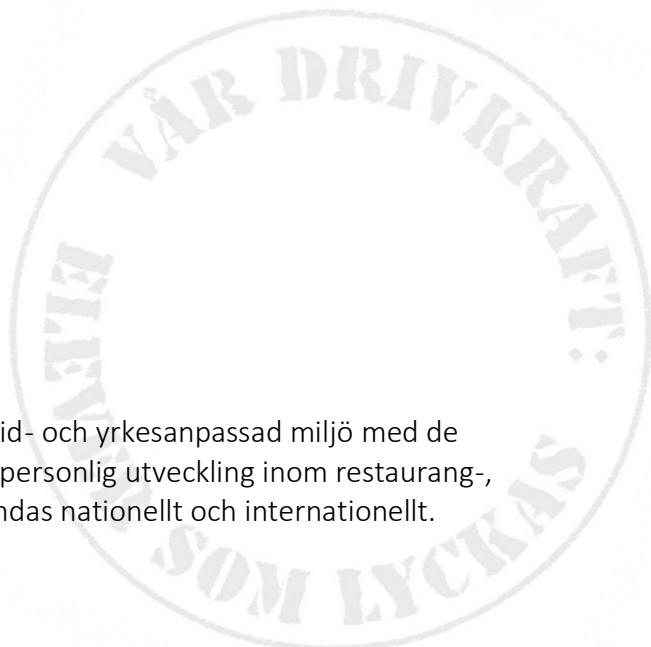 VÅR DRIVKRAFT:
ELEVER SOM LYCKAS
id- och yrkesanpassad miljö med de
personlig utveckling inom restaurang-,
ndas nationellt och internationellt.